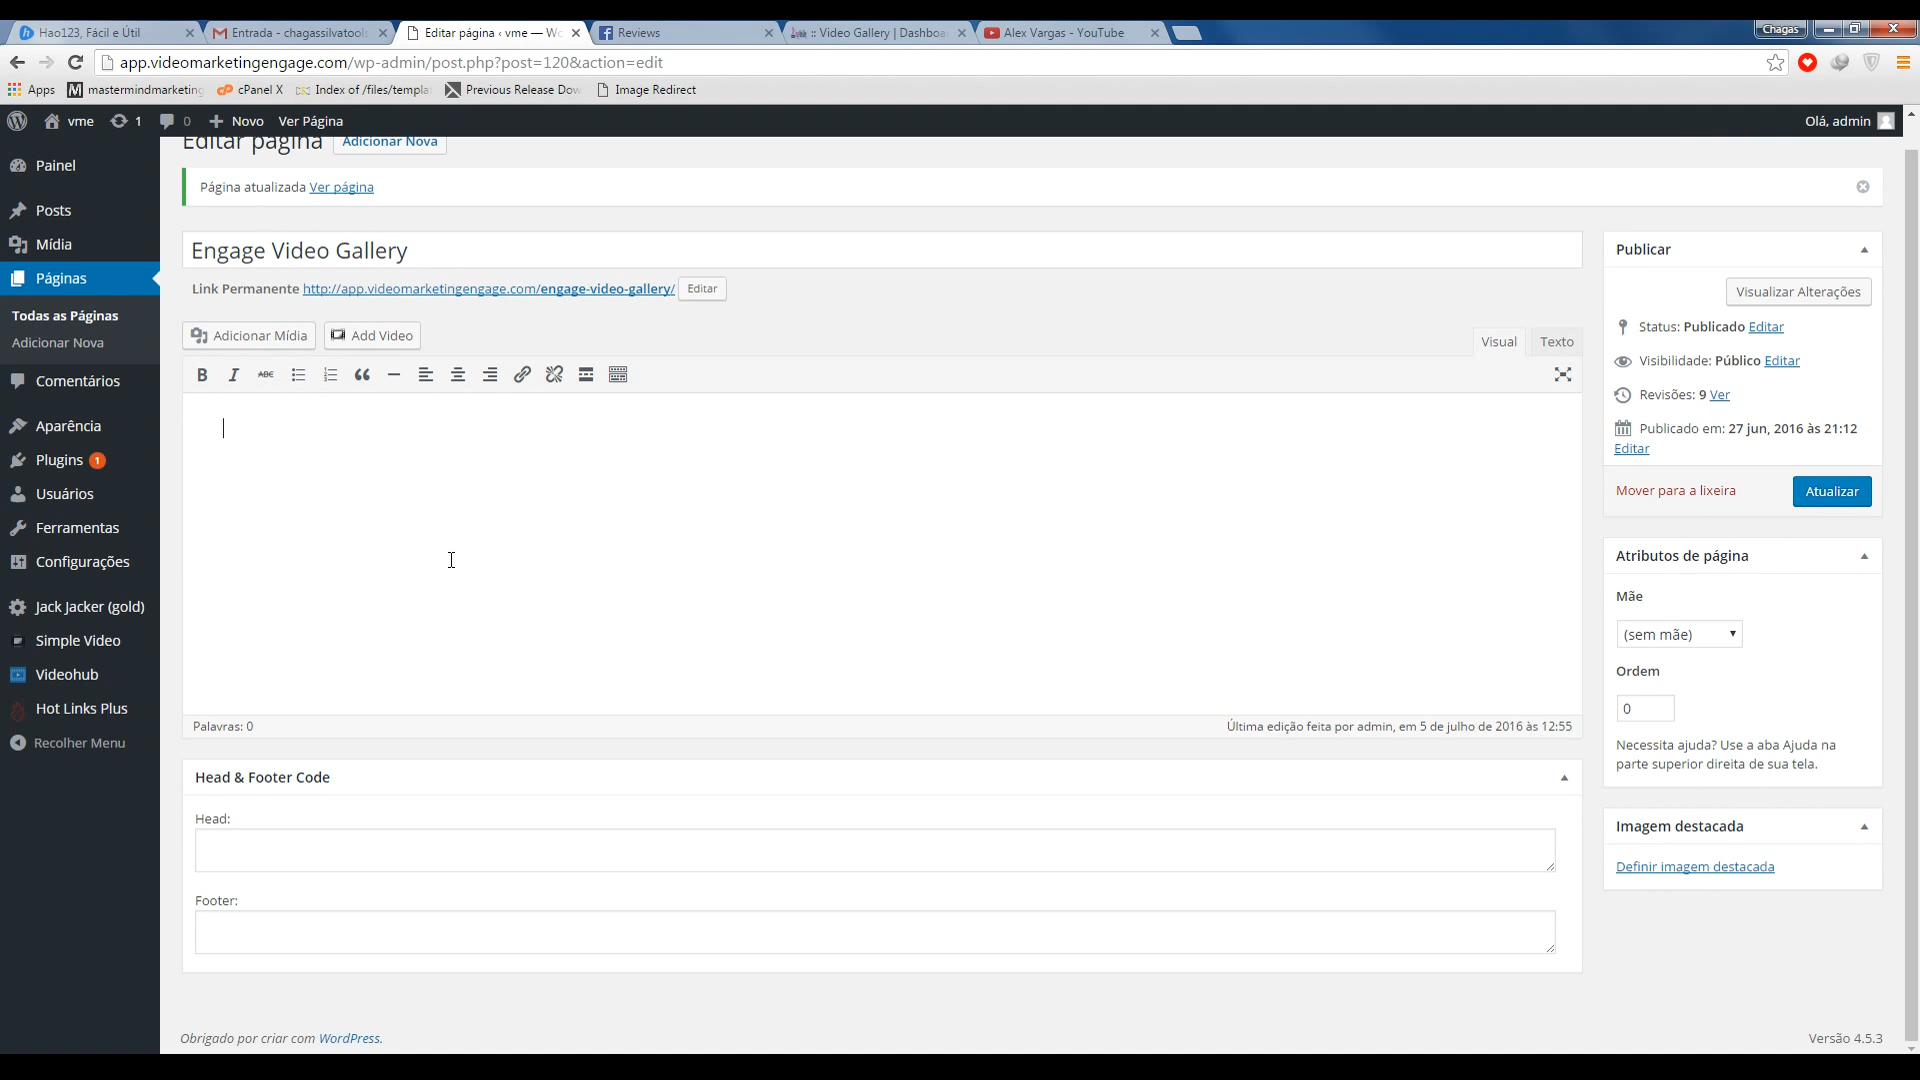 Hao123, Fácil e Útil
Entrada - chagassilvatools
Editar página ‹ vme — Wo
Reviews
:: Video Gallery | Dashboa
Alex Vargas - YouTube
Chagas
app.videomarketingengage.com/wp-admin/post.php?post=120&action=edit
Apps
mastermindmarketing
cPanel X
Index of /files/templa
Previous Release Dow
Image Redirect
vme
1
0
Novo
Ver Página
Olá, admin
Editar página
Adicionar Nova
Painel
Posts
Mídia
Páginas
Todas as Páginas
Adicionar Nova
Comentários
Aparência
Plugins 1
Usuários
Ferramentas
Configurações
Jack Jacker (gold)
Simple Video
Videohub
Hot Links Plus
Recolher Menu
Página atualizada Ver página
Engage Video Gallery
Link Permanente http://app.videomarketingengage.com/engage-video-gallery/ Editar
Adicionar Mídia
Add Video
Visual
Texto
B I ABC
Palavras: 0
Última edição feita por admin, em 5 de julho de 2016 às 12:55
Head & Footer Code
Head:
Footer:
Publicar
Visualizar Alterações
Status: Publicado Editar
Visibilidade: Público Editar
Revisões: 9 Ver
Publicado em: 27 jun, 2016 às 21:12
Editar
Mover para a lixeira
Atualizar
Atributos de página
Mãe
(sem mãe)
Ordem
0
Necessita ajuda? Use a aba Ajuda na
parte superior direita de sua tela.
Imagem destacada
Definir imagem destacada
Obrigado por criar com WordPress.
Versão 4.5.3